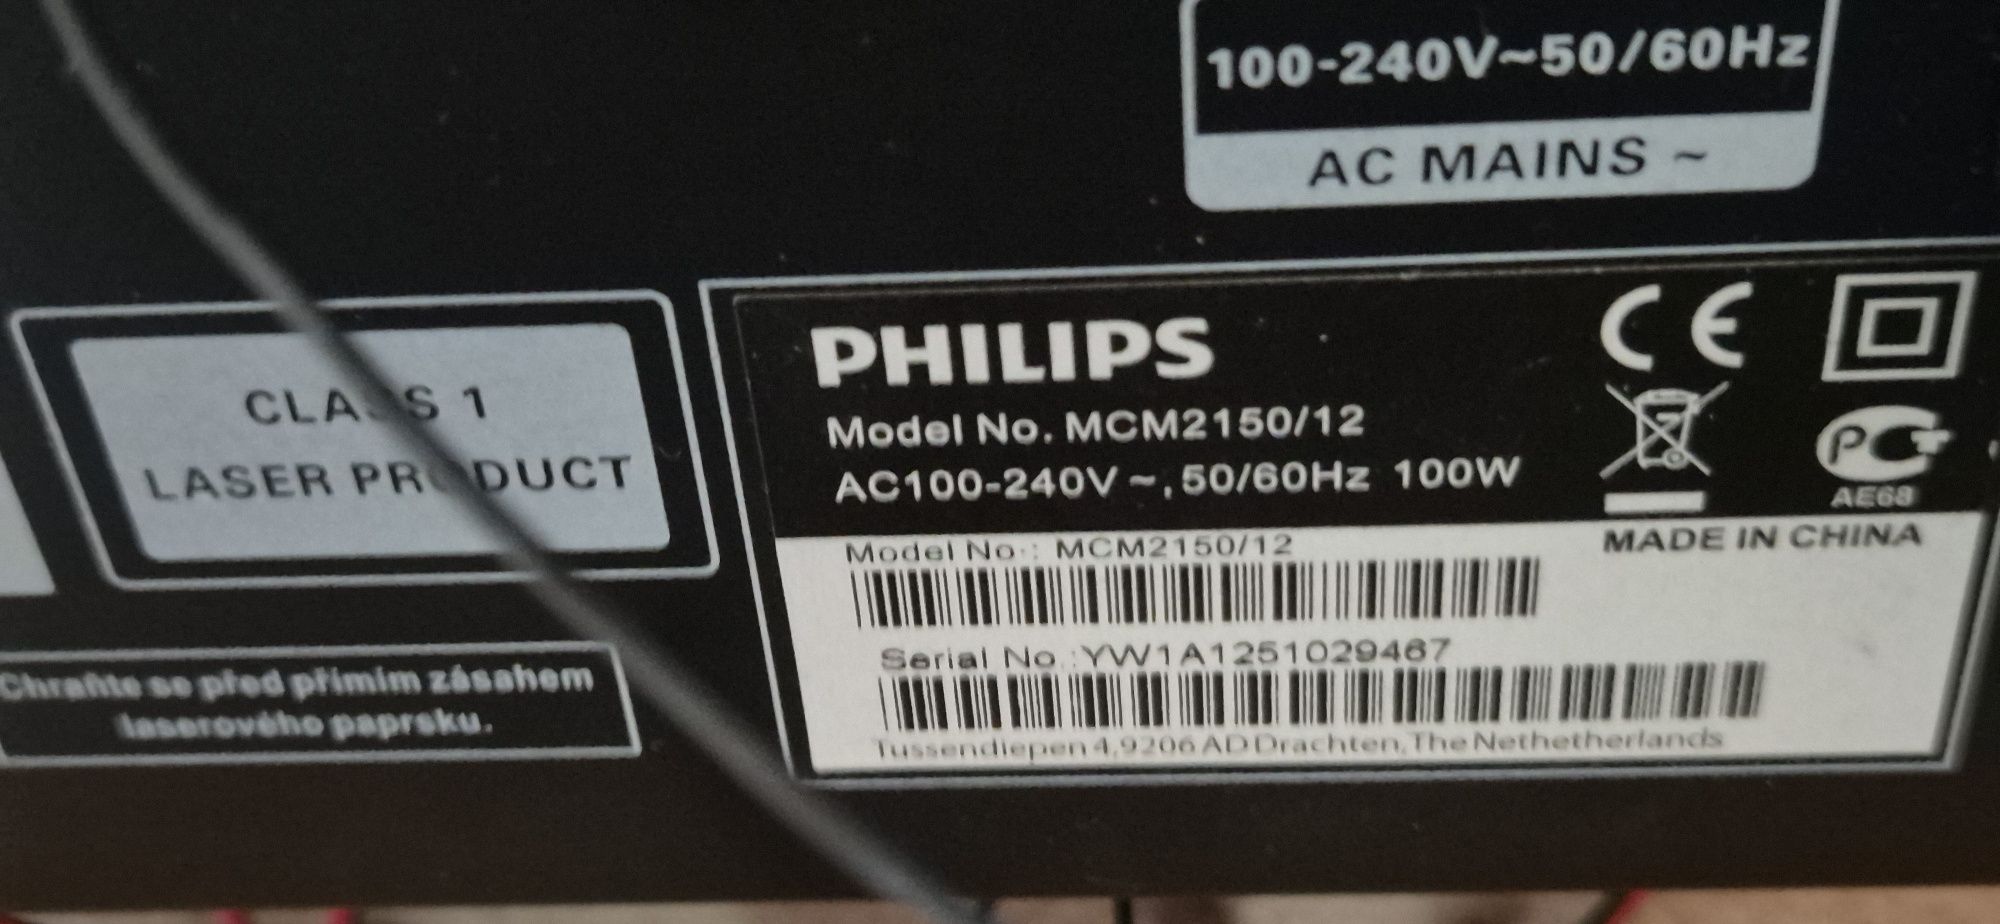 100-240V~50/60Hz
AC MAINS ~
CLASS 1
LASER PRODUCT
Chraňte se před přímím zásahem
laserového paprsku.
PHILIPS
Model No. MCM2150/12
AC100-240V ~, 50/60Hz 100W
CE
PCT
AE68
Model No.: MCM2150/12
MADE IN CHINA
Serial No.:YW1A1251029467
Tussendiepen 4,9206 AD Drachten, The Nethetherlands